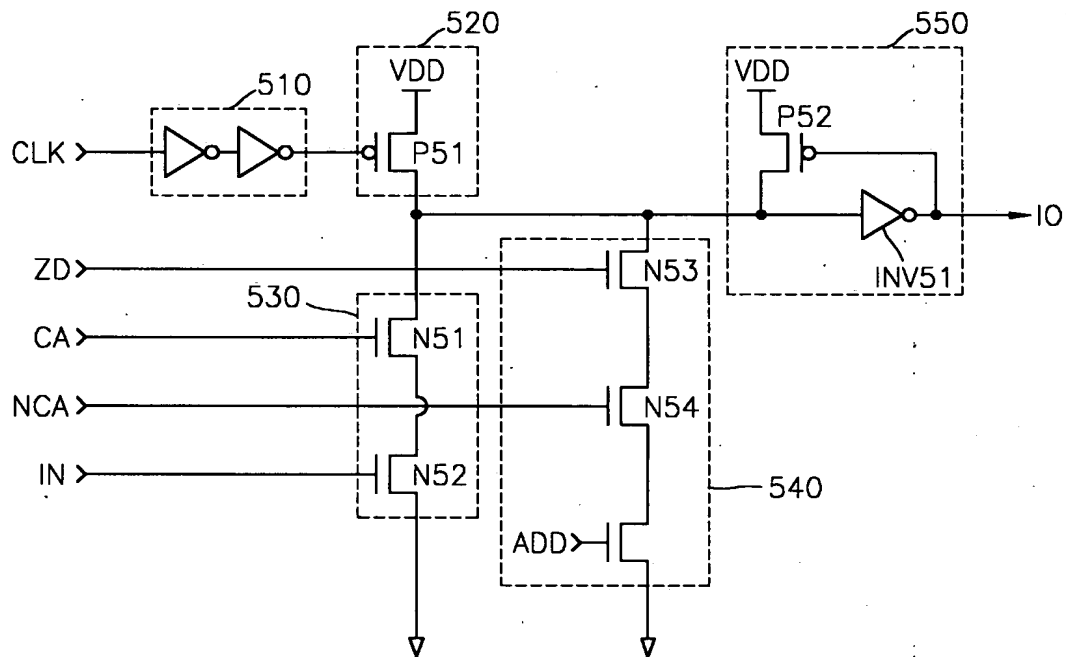 520
550
VDD
VDD
510
P52
CLK
P51
IO
ZD
N53
INV51
530
CA
N51
NCA
N54
IN
N52
540
ADD